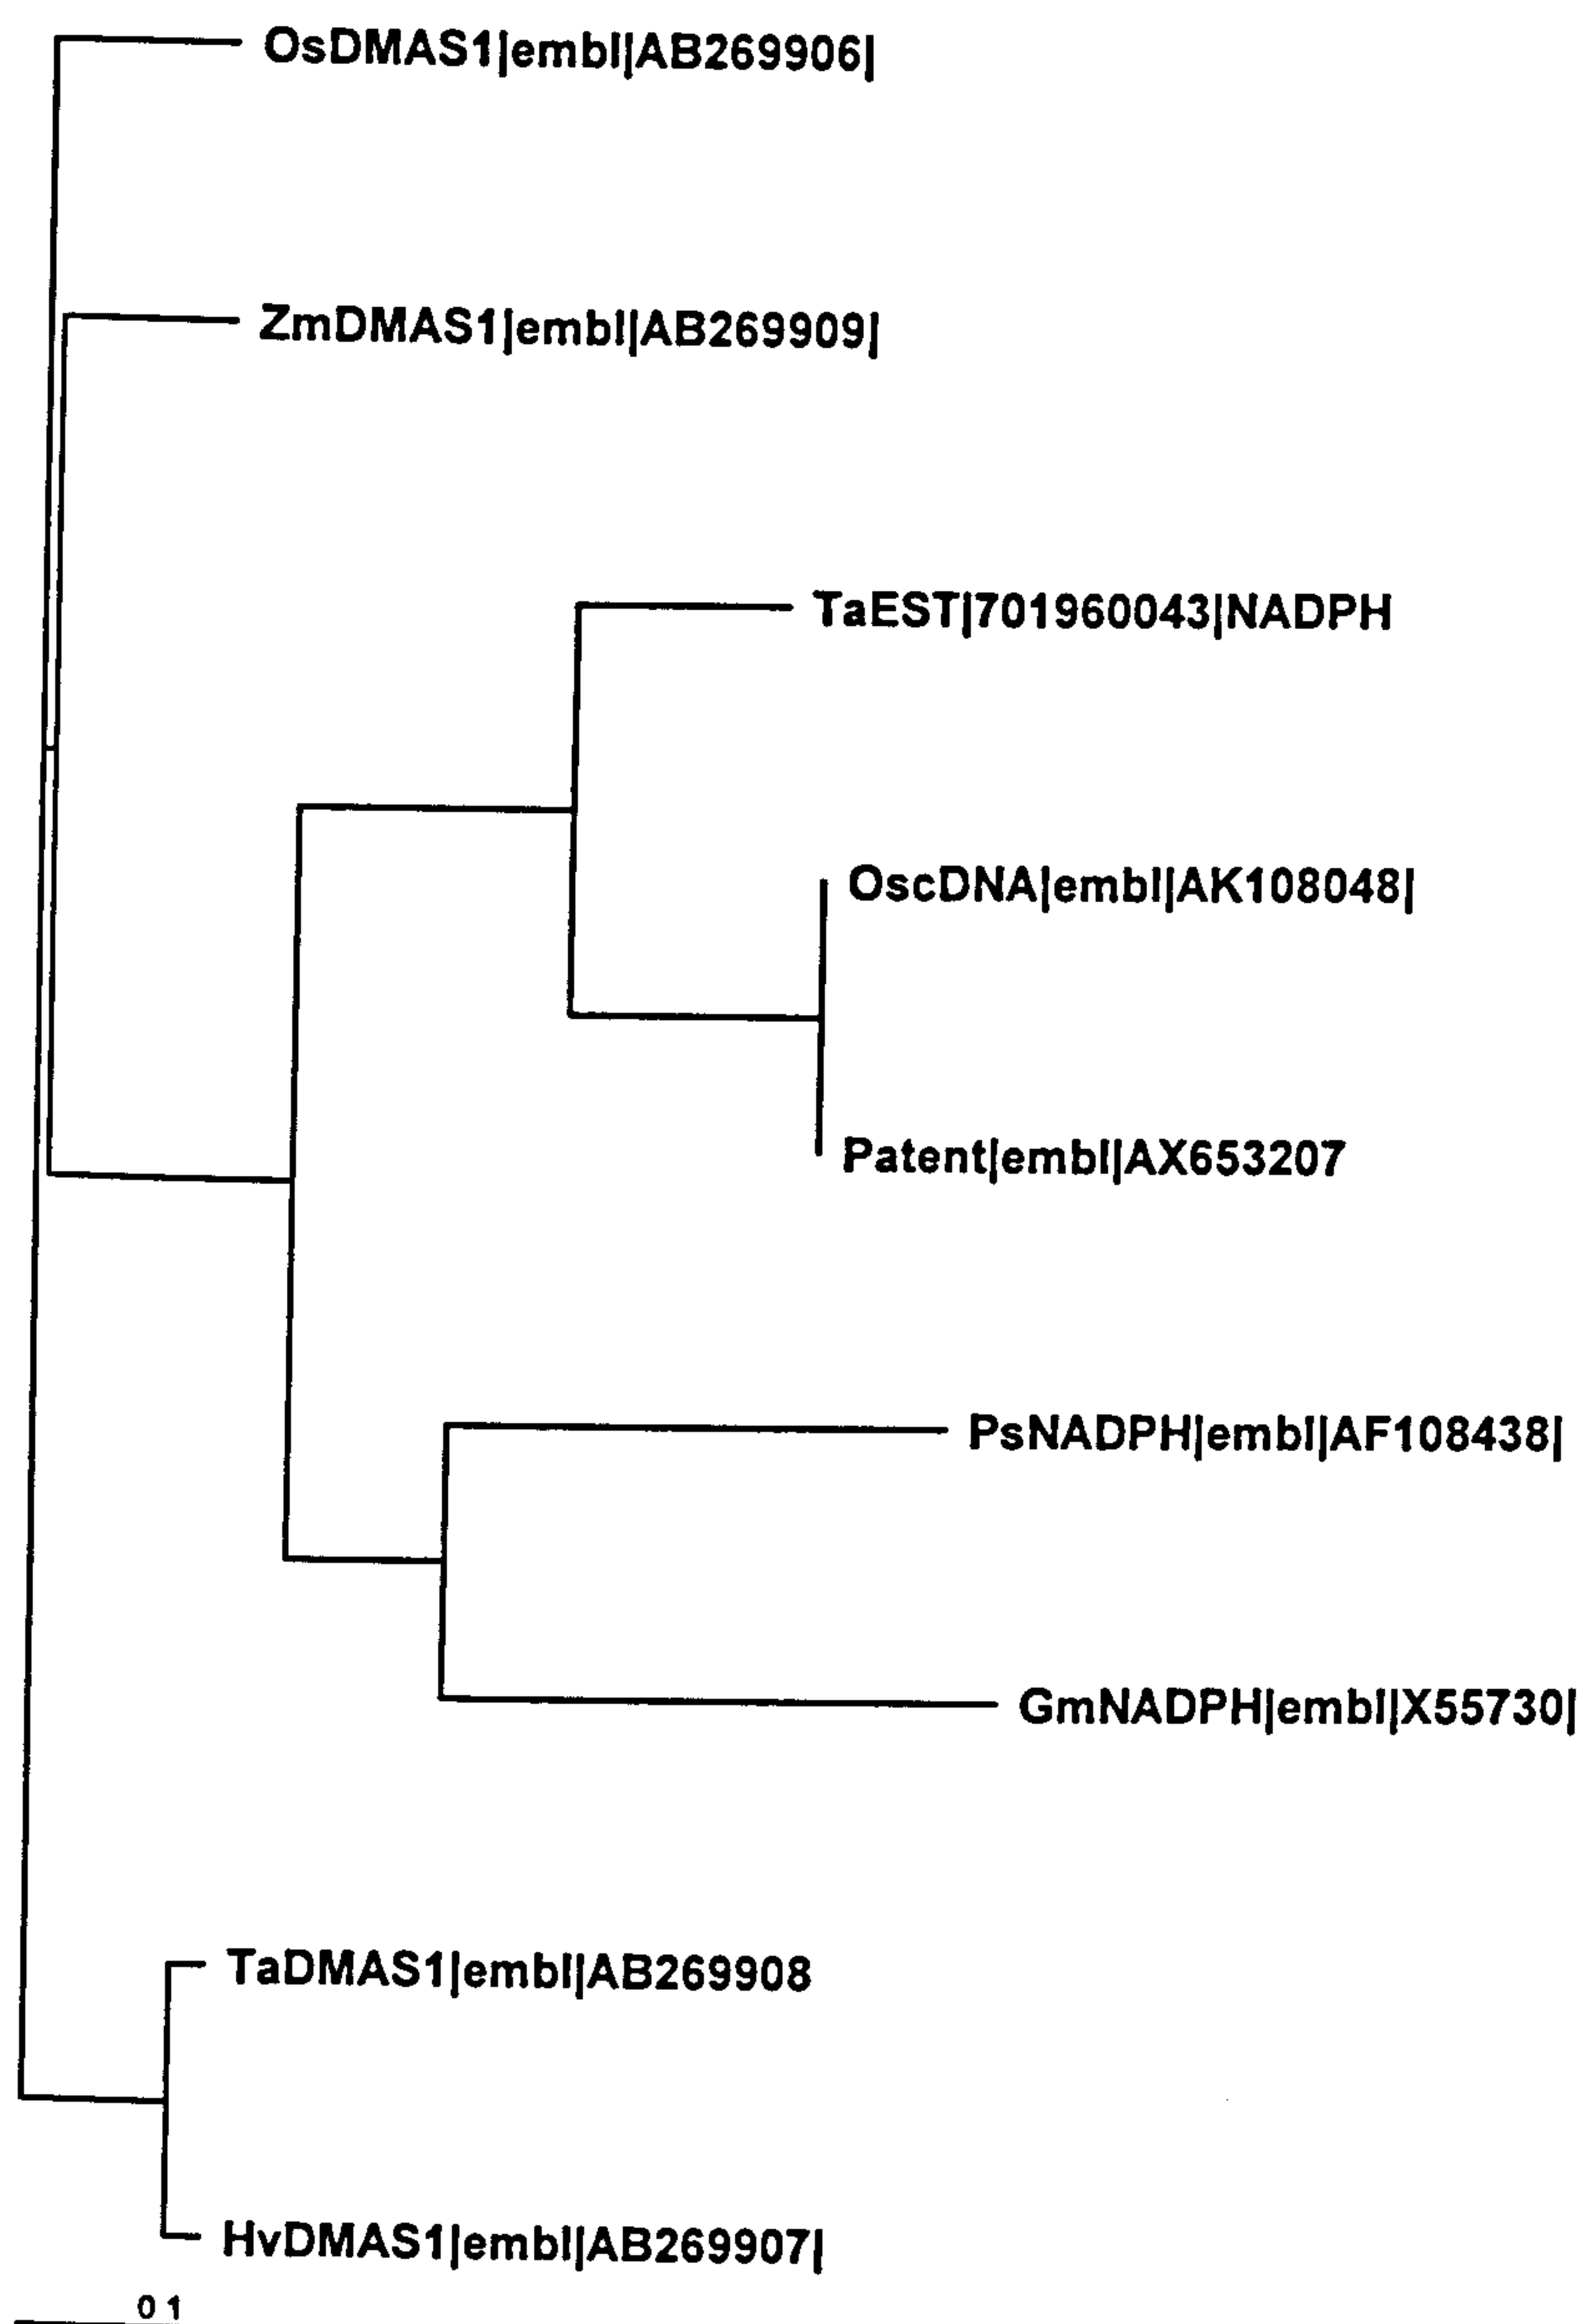 OsDMAS1|embl|AB269906|
ZmDMAS1|embl|AB269909|
TaEST|701960043|NADPH
OscDNA|embl|AK108048|
Patent|embl|AX653207
PsNADPH|embl|AF108438|
GmNADPH|embl|X55730|
TaDMAS1|embl|AB269908
HvDMAS1|embl|AB269907|
0 1